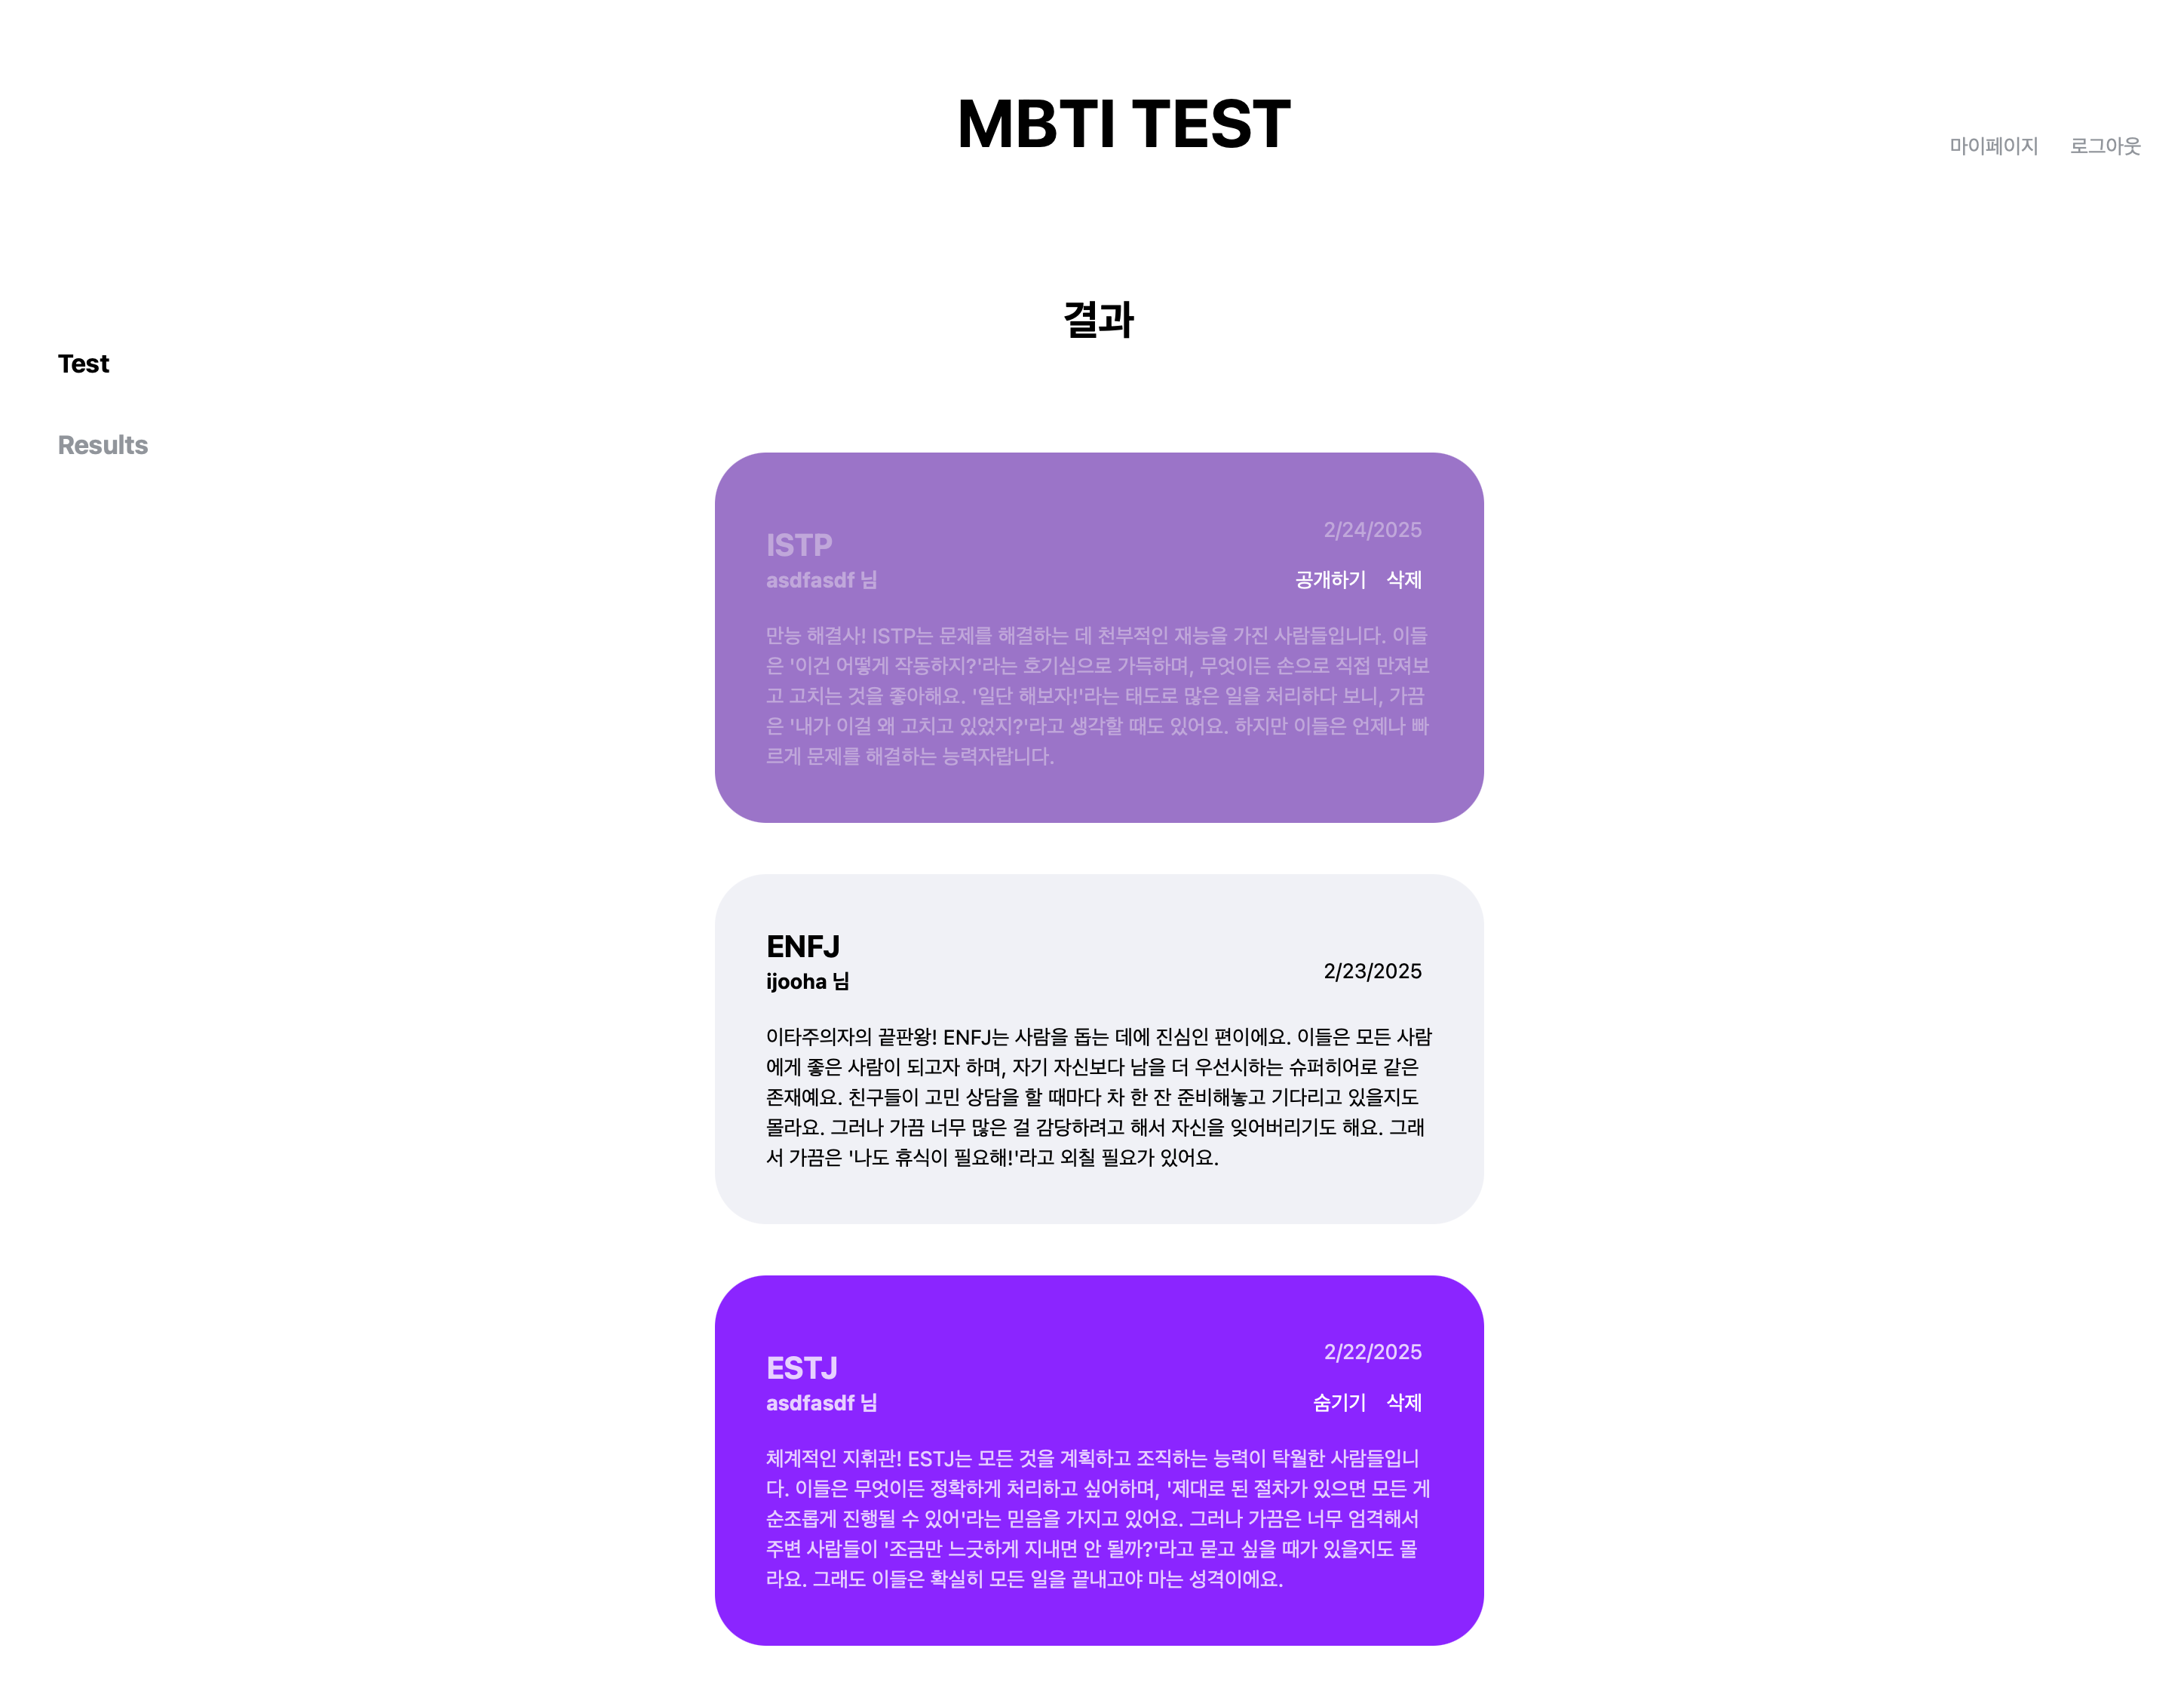 MBTI TEST
마이페이지 로그아웃
결과
Test
Results
ISTP
2/24/2025
asdfasdf 님
공개하기 삭제
만능 해결사! ISTP는 문제를 해결하는 데 천부적인 재능을 가진 사람들입니다. 이들
은 '이건 어떻게 작동하지?'라는 호기심으로 가득하며, 무엇이든 손으로 직접 만져보
고 고치는 것을 좋아해요. '일단 해보자!'라는 태도로 많은 일을 처리하다 보니, 가끔
은 '내가 이걸 왜 고치고 있었지?'라고 생각할 때도 있어요. 하지만 이들은 언제나 빠
르게 문제를 해결하는 능력자랍니다.
ENFJ
ijooha 님
2/23/2025
이타주의자의 끝판왕! ENFJ는 사람을 돕는 데에 진심인 편이에요. 이들은 모든 사람
에게 좋은 사람이 되고자 하며, 자기 자신보다 남을 더 우선시하는 슈퍼히어로 같은
존재예요. 친구들이 고민 상담을 할 때마다 차 한 잔 준비해놓고 기다리고 있을지도
몰라요. 그러나 가끔 너무 많은 걸 감당하려고 해서 자신을 잊어버리기도 해요. 그래
서 가끔은 '나도 휴식이 필요해!'라고 외칠 필요가 있어요.
ESTJ
2/22/2025
asdfasdf 님
숨기기 삭제
체계적인 지휘관! ESTJ는 모든 것을 계획하고 조직하는 능력이 탁월한 사람들입니
다. 이들은 무엇이든 정확하게 처리하고 싶어하며, '제대로 된 절차가 있으면 모든 게
순조롭게 진행될 수 있어'라는 믿음을 가지고 있어요. 그러나 가끔은 너무 엄격해서
주변 사람들이 '조금만 느긋하게 지내면 안 될까?'라고 묻고 싶을 때가 있을지도 몰
라요. 그래도 이들은 확실히 모든 일을 끝내고야 마는 성격이에요.